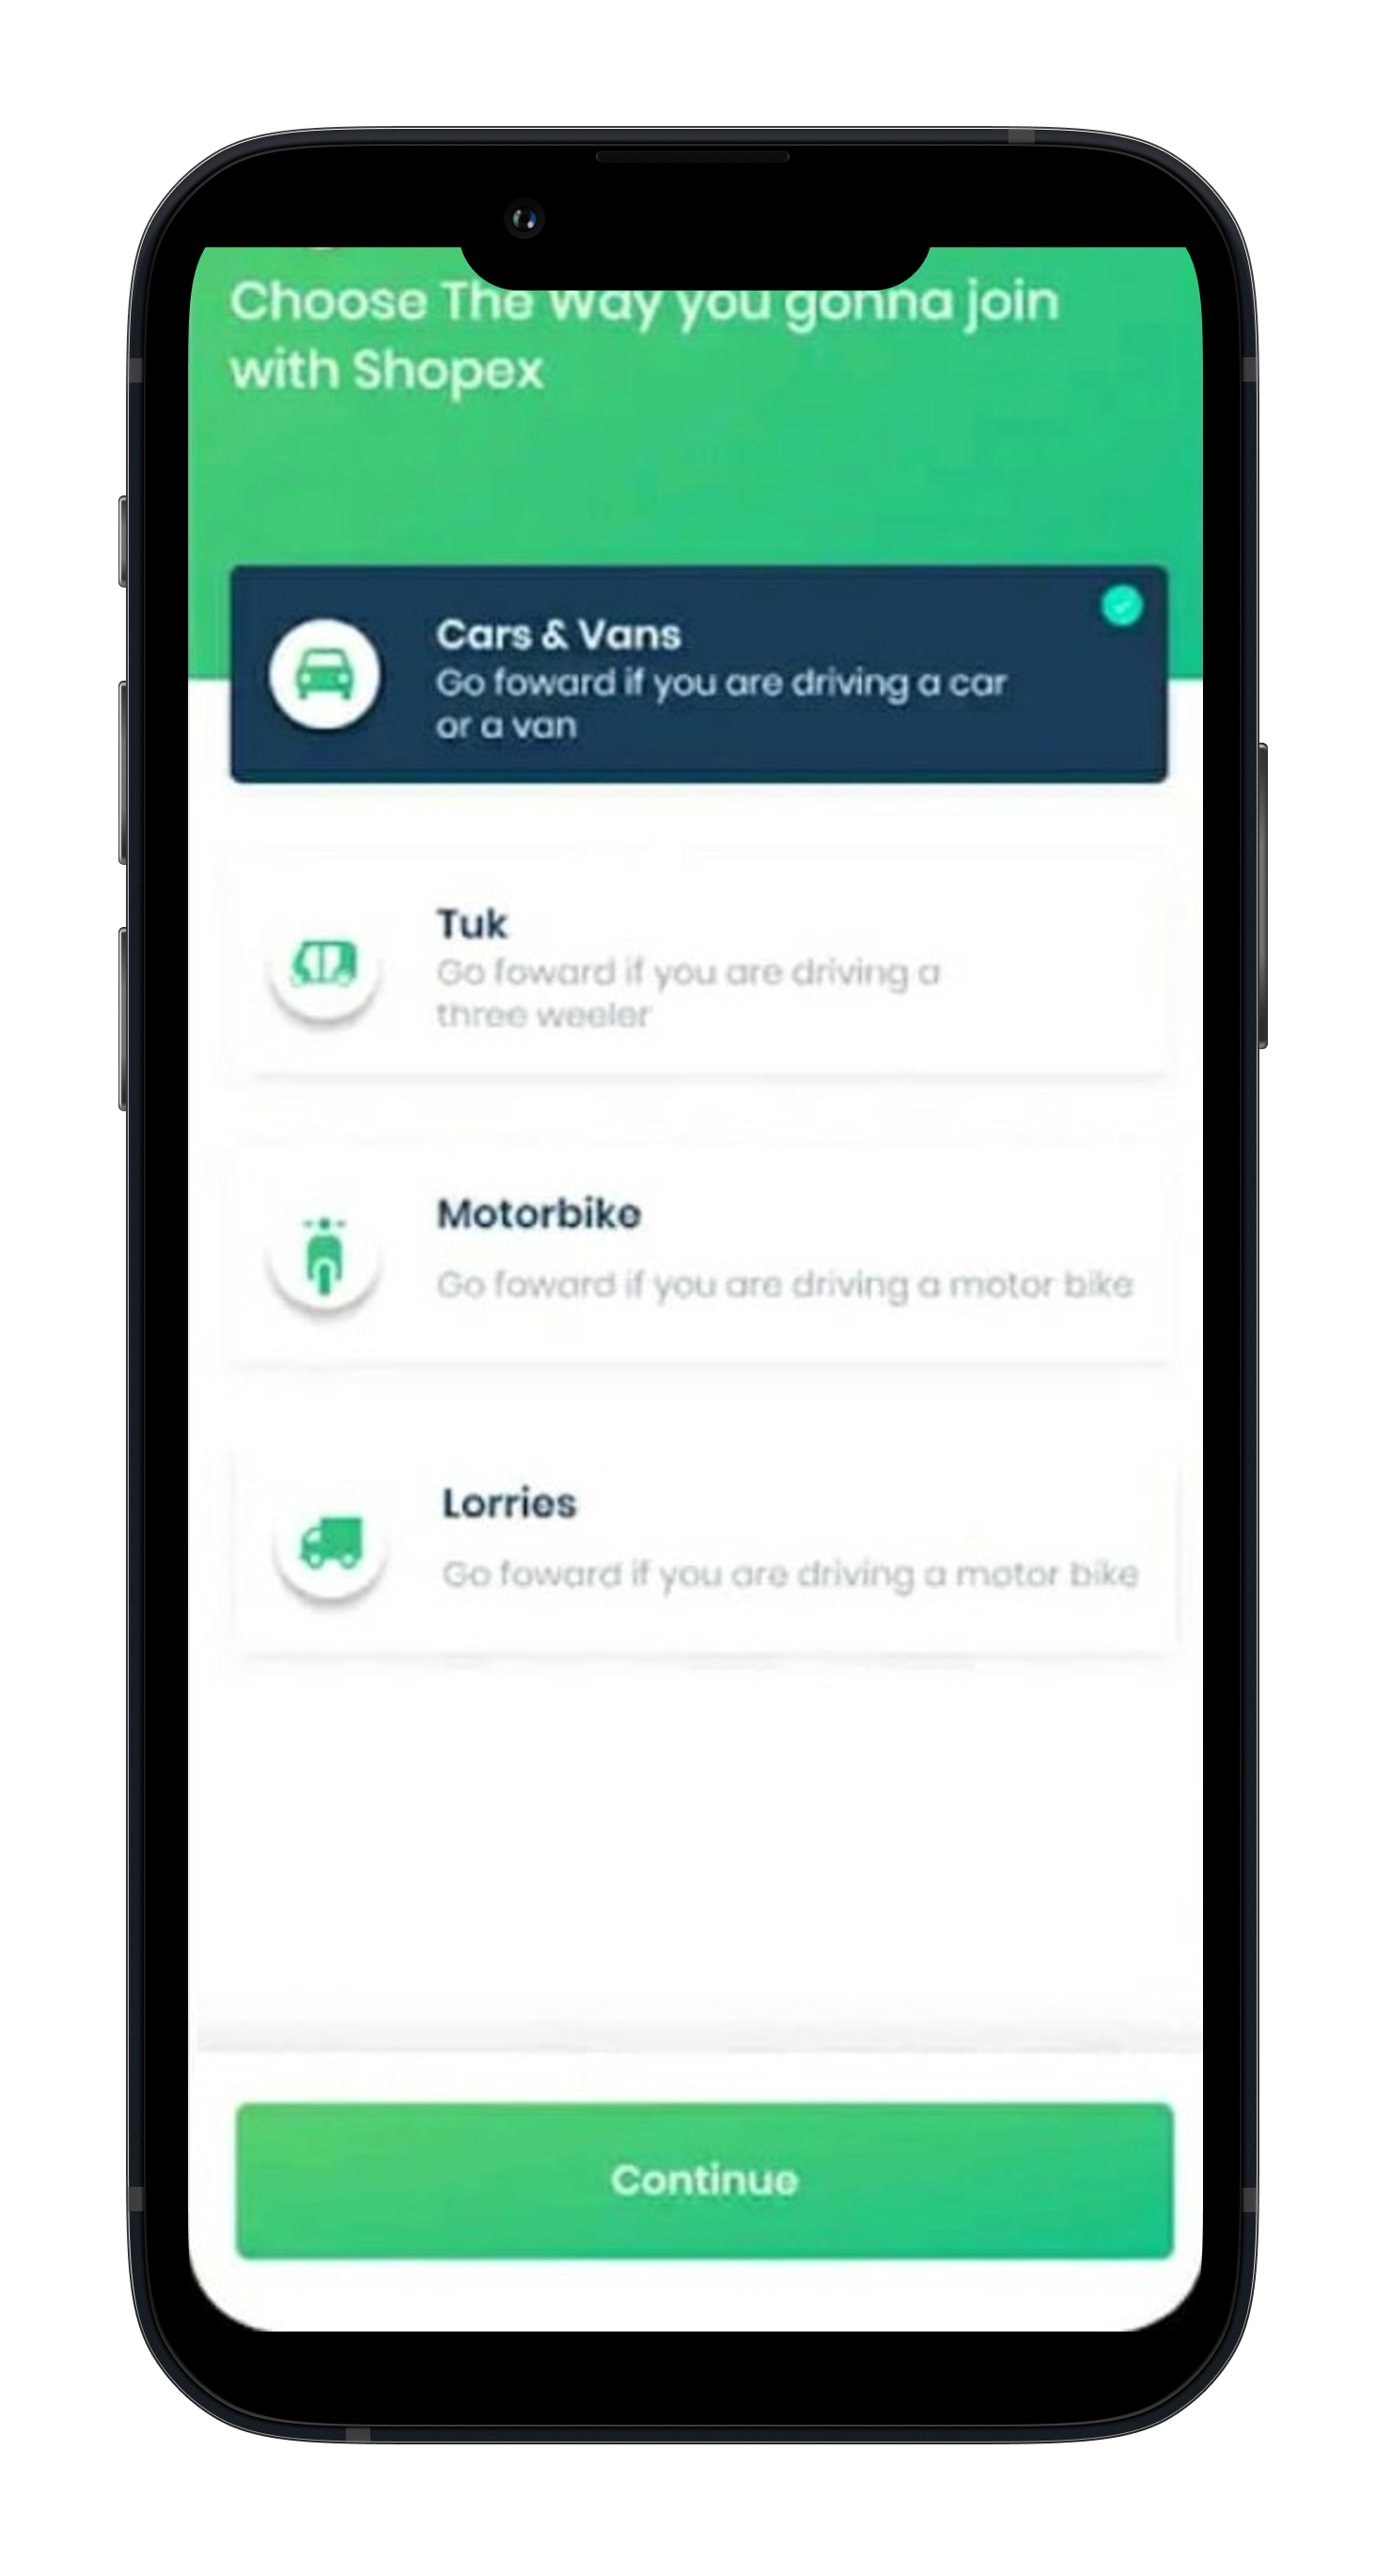 Choose The Way you gonna join
with Shopex
Cars & Vans
Go foward if you are driving a car
or a van
Tuk
Go foward if you are driving a
three weeler
Motorbike
Go foward if you are driving a motor bike
Lorries
Go foward if you are driving a motor bike
Continue